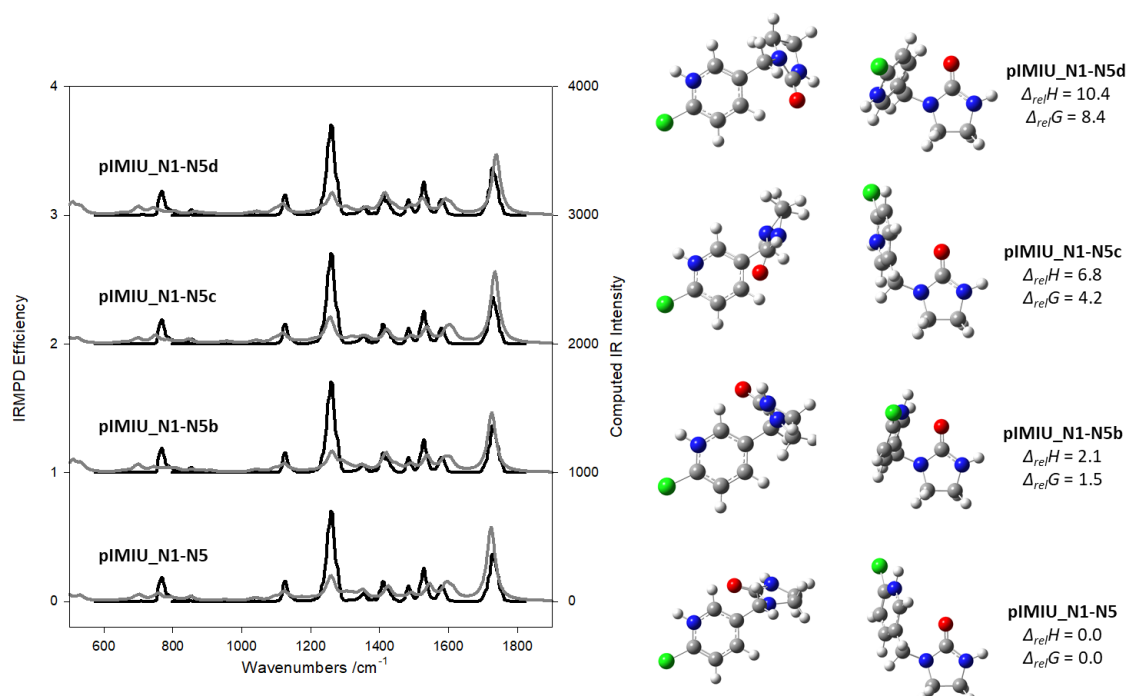 4
3
2
1
0
IRMPD Efficiency
pIMIU_N1-N5d
pIMIU_N1-N5c
pIMIU_N1-N5b
pIMIU_N1-N5
600 800 1000 1200 1400 1600 1800
Wavenumbers /cm-1
4000
3000
2000
1000
0
Computed IR Intensity
pIMIU_N1-N5d
ΔrelH = 10.4
ΔrelG = 8.4
pIMIU_N1-N5c
ΔrelH = 6.8
ΔrelG = 4.2
pIMIU_N1-N5b
ΔrelH = 2.1
ΔrelG = 1.5
pIMIU_N1-N5
ΔrelH = 0.0
ΔrelG = 0.0